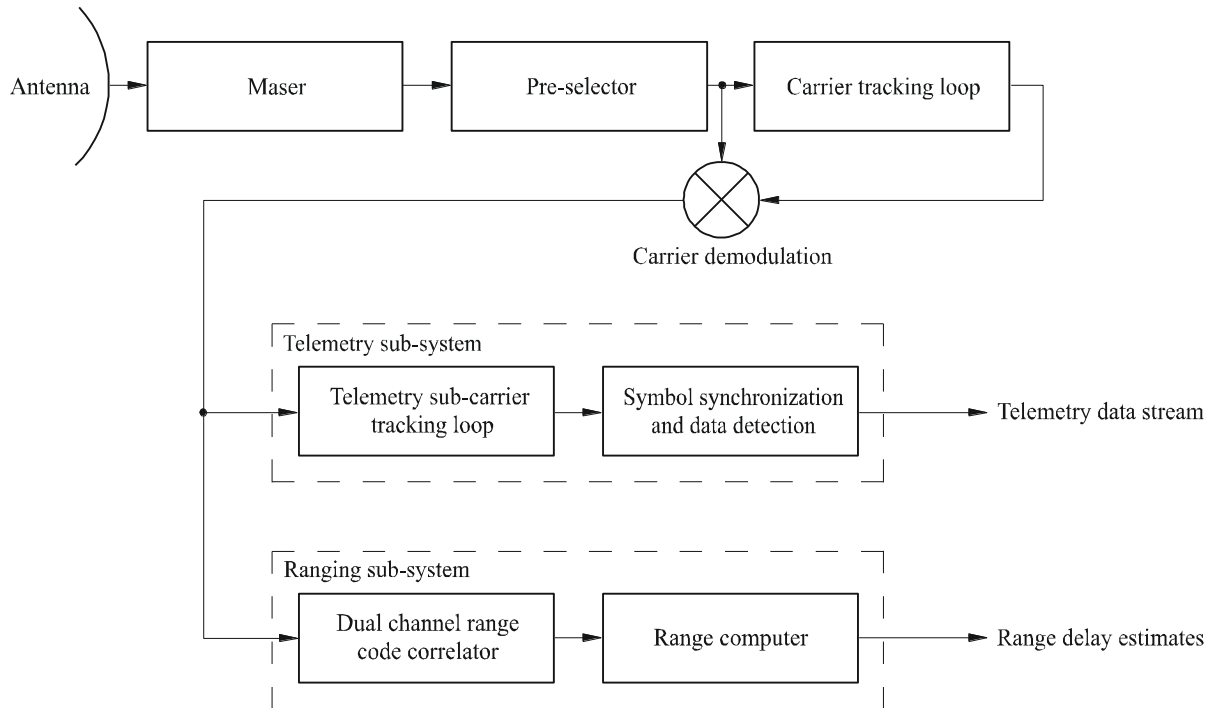 Antenna
Maser
Pre-selector
Carrier tracking loop
Carrier demodulation
Telemetry sub-system
Telemetry sub-carrier
tracking loop
Symbol synchronization
and data detection
Telemetry data stream
Ranging sub-system
Dual channel range
code correlator
Range computer
Range delay estimates